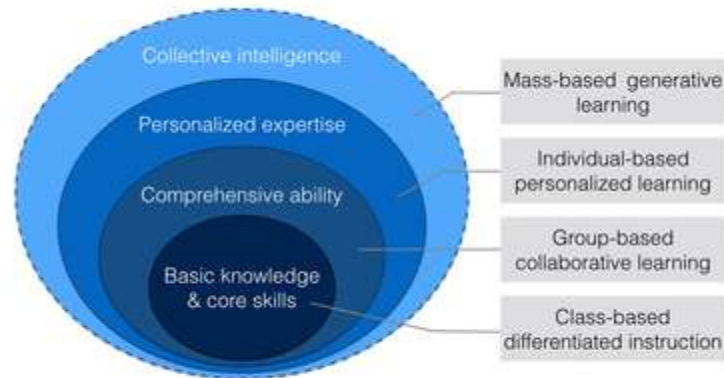 Collective intelligence
Personalized expertise
Comprehensive ability
Basic knowledge
& core skills
Mass-based generative
learning
Individual-based
personalized learning
Group-based
collaborative learning
Class-based
differentiated instruction